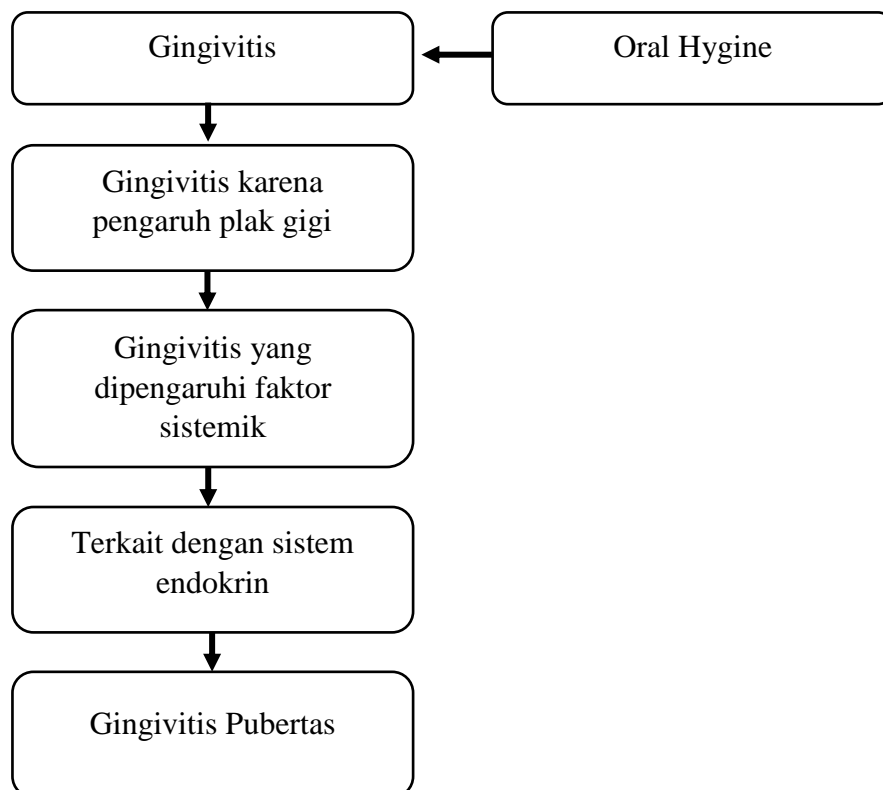 Gingivitis
Oral Hygine
Gingivitis karena
pengaruh plak gigi
Gingivitis yang
dipengaruhi faktor
sistemik
Terkait dengan sistem
endokrin
Gingivitis Pubertas